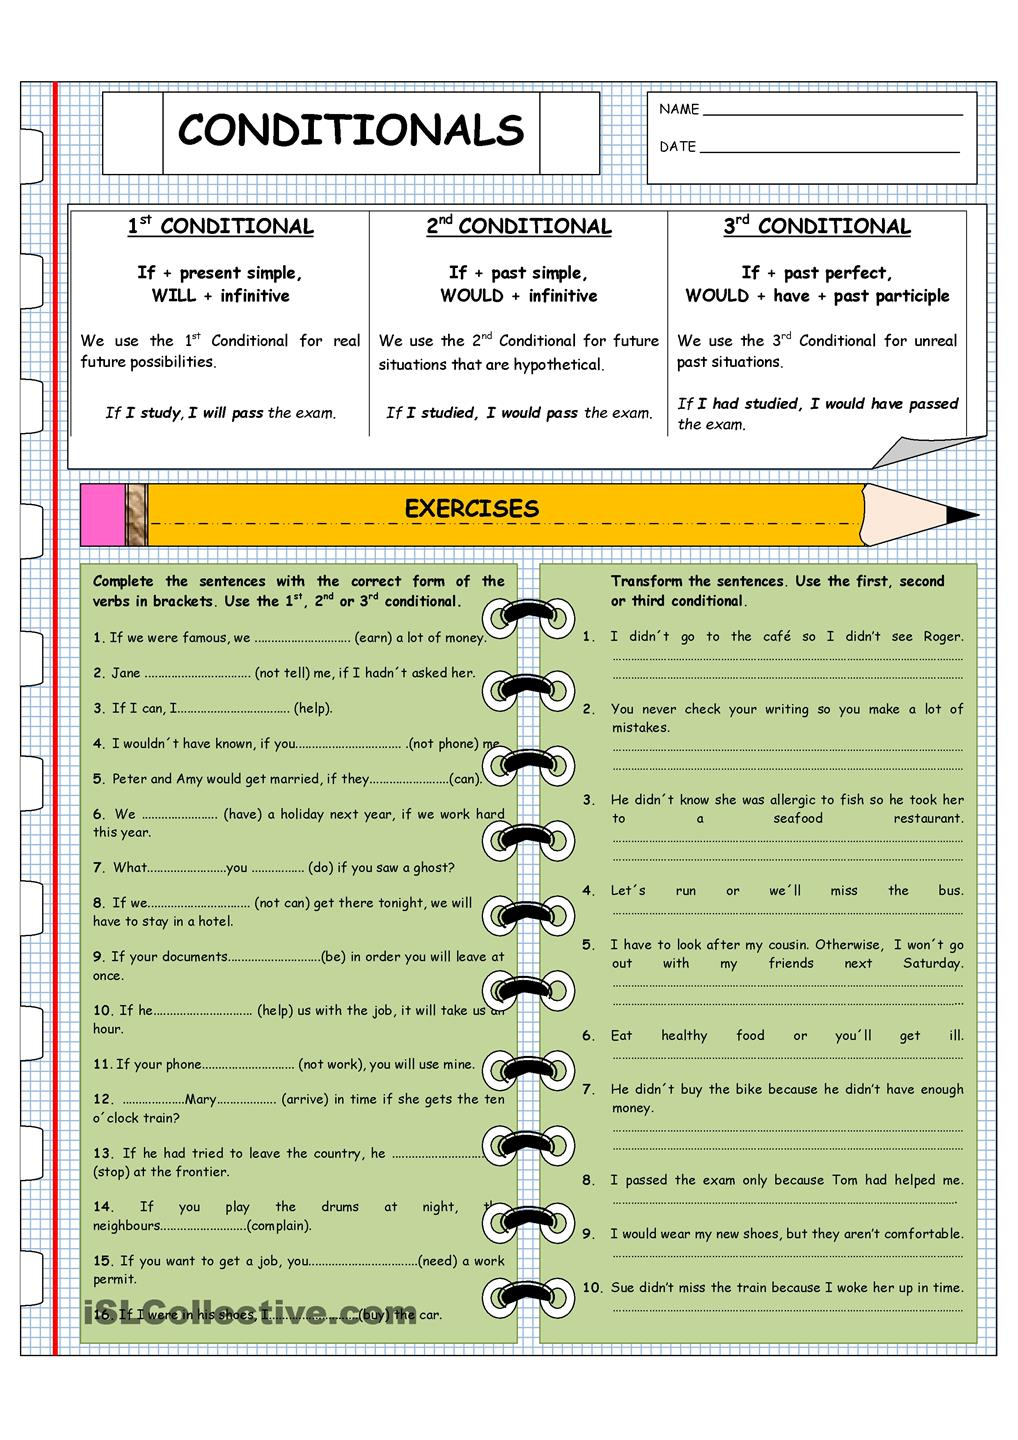 CONDITIONALS
NAME
DATE
1st CONDITIONAL
If + present simple,
WILL + infinitive
We use the 1st Conditional for real
future possibilities.
If I study, I will pass the exam.
2nd CONDITIONAL
If + past simple,
WOULD + infinitive
We use the 2nd Conditional for future
situations that are hypothetical.
If I studied, I would pass the exam.
3rd CONDITIONAL
If + past perfect,
WOULD + have + past participle
We use the 3rd Conditional for unreal
past situations.
If I had studied, I would have passed
the exam.
EXERCISES
Complete the sentences with the correct form of the
verbs in brackets. Use the 1st, 2nd or 3rd conditional.
1. If we were famous, we ............................. (earn) a lot of money.
2. Jane ................................ (not tell) me, if I hadn´t asked her.
3. If I can, I.................................. (help).
4. I wouldn´t have known, if you................................ .(not phone) me
5. Peter and Amy would get married, if they........................(can).
6. We ....................... (have) a holiday next year, if we work hard
this year.
7. What........................you ................ (do) if you saw a ghost?
8. If we............................... (not can) get there tonight, we will
have to stay in a hotel.
9. If your documents............................(be) in order you will leave at
once.
10. If he.............................. (help) us with the job, it will take us an
hour.
11. If your phone............................ (not work), you will use mine.
12. ...................Mary.................. (arrive) in time if she gets the ten
o´clock train?
13. If he had tried to leave the country, he ............................
(stop) at the frontier.
14. If you play the drums at night,
neighbours..........................(complain).
15. If you want to get a job, you.................................(need) a work
permit.
16. If I were in his shoes, I...........................(buy) the car.
iSLCollective.com
Transform the sentences. Use the first, second
or third conditional.
1. I didn´t go to the café so I didn't see Roger.
2. You never check your writing so you make a lot of
mistakes.
3. He didn´t know she was allergic to fish so he took her
to a seafood restaurant.
4. Let´s run or we´ll miss the bus.
5. I have to look after my cousin. Otherwise, I won´t go
out with my friends next Saturday.
6. Eat healthy food or you´ll get ill.
7. He didn´t buy the bike because he didn't have enough
money.
8. I passed the exam only because Tom had helped me.
9. I would wear my new shoes, but they aren't comfortable.
10. Sue didn't miss the train because I woke her up in time.